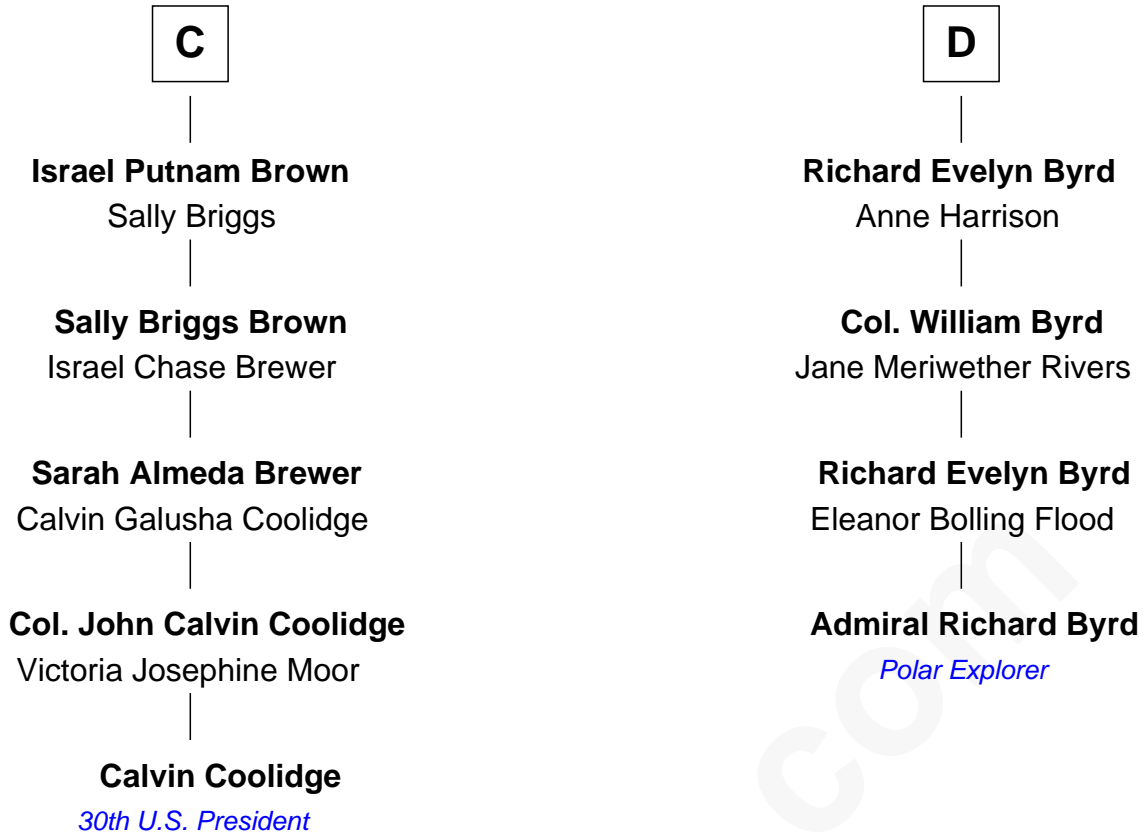 C
Israel Putnam Brown
Sally Briggs
Sally Briggs Brown
Israel Chase Brewer
Sarah Almeda Brewer
Calvin Galusha Coolidge
Col. John Calvin Coolidge
Victoria Josephine Moor
Calvin Coolidge
30th U.S. President
D
Richard Evelyn Byrd
Anne Harrison
Col. William Byrd
Jane Meriwether Rivers
Richard Evelyn Byrd
Eleanor Bolling Flood
Admiral Richard Byrd
Polar Explorer
com